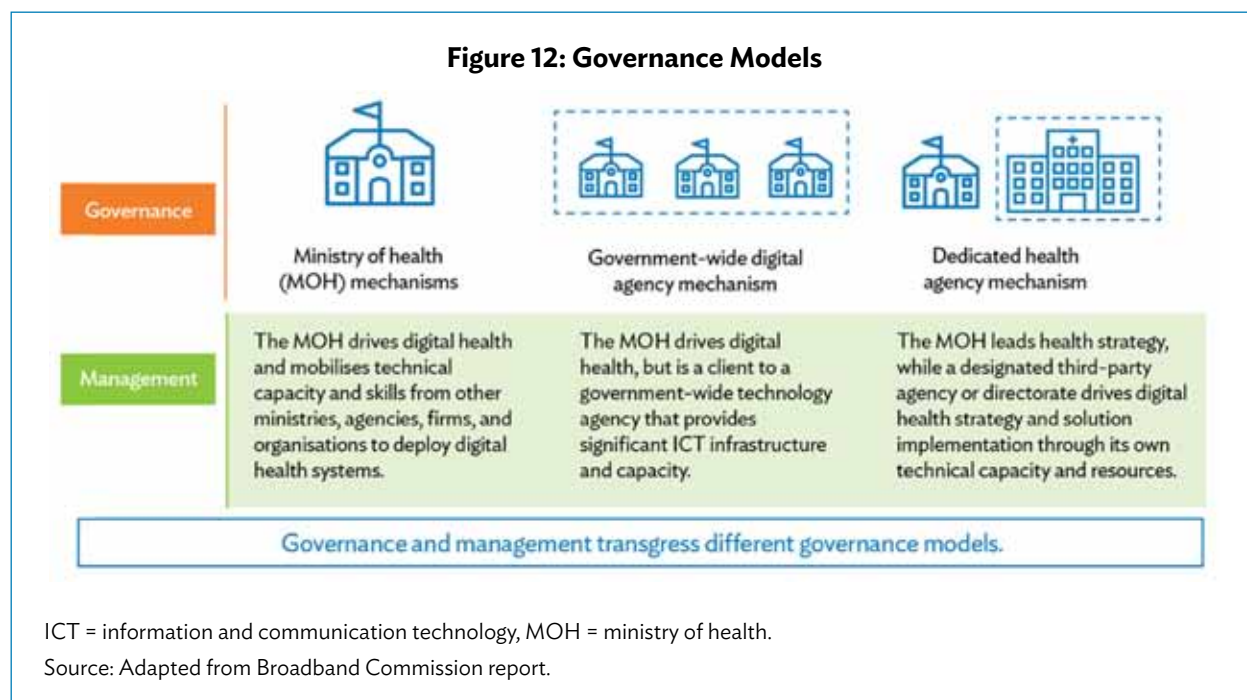 Figure 12: Governance Models
Governance
Ministry of health
(MOH) mechanisms
Government-wide digital
agency mechanism
Dedicated health
agency mechanism
Management
The MOH drives digital health
and mobilises technical
capacity and skills from other
ministries, agencies, firms, and
organisations to deploy digital
health systems.
The MOH drives digital
health, but is a client to a
government-wide technology
agency that provides
significant ICT infrastructure
and capacity.
The MOH leads health strategy,
while a designated third-party
agency or directorate drives digital
health strategy and solution
implementation through its own
technical capacity and resources.
Governance and management transgress different governance models.
ICT = information and communication technology, MOH = ministry of health.
Source: Adapted from Broadband Commission report.